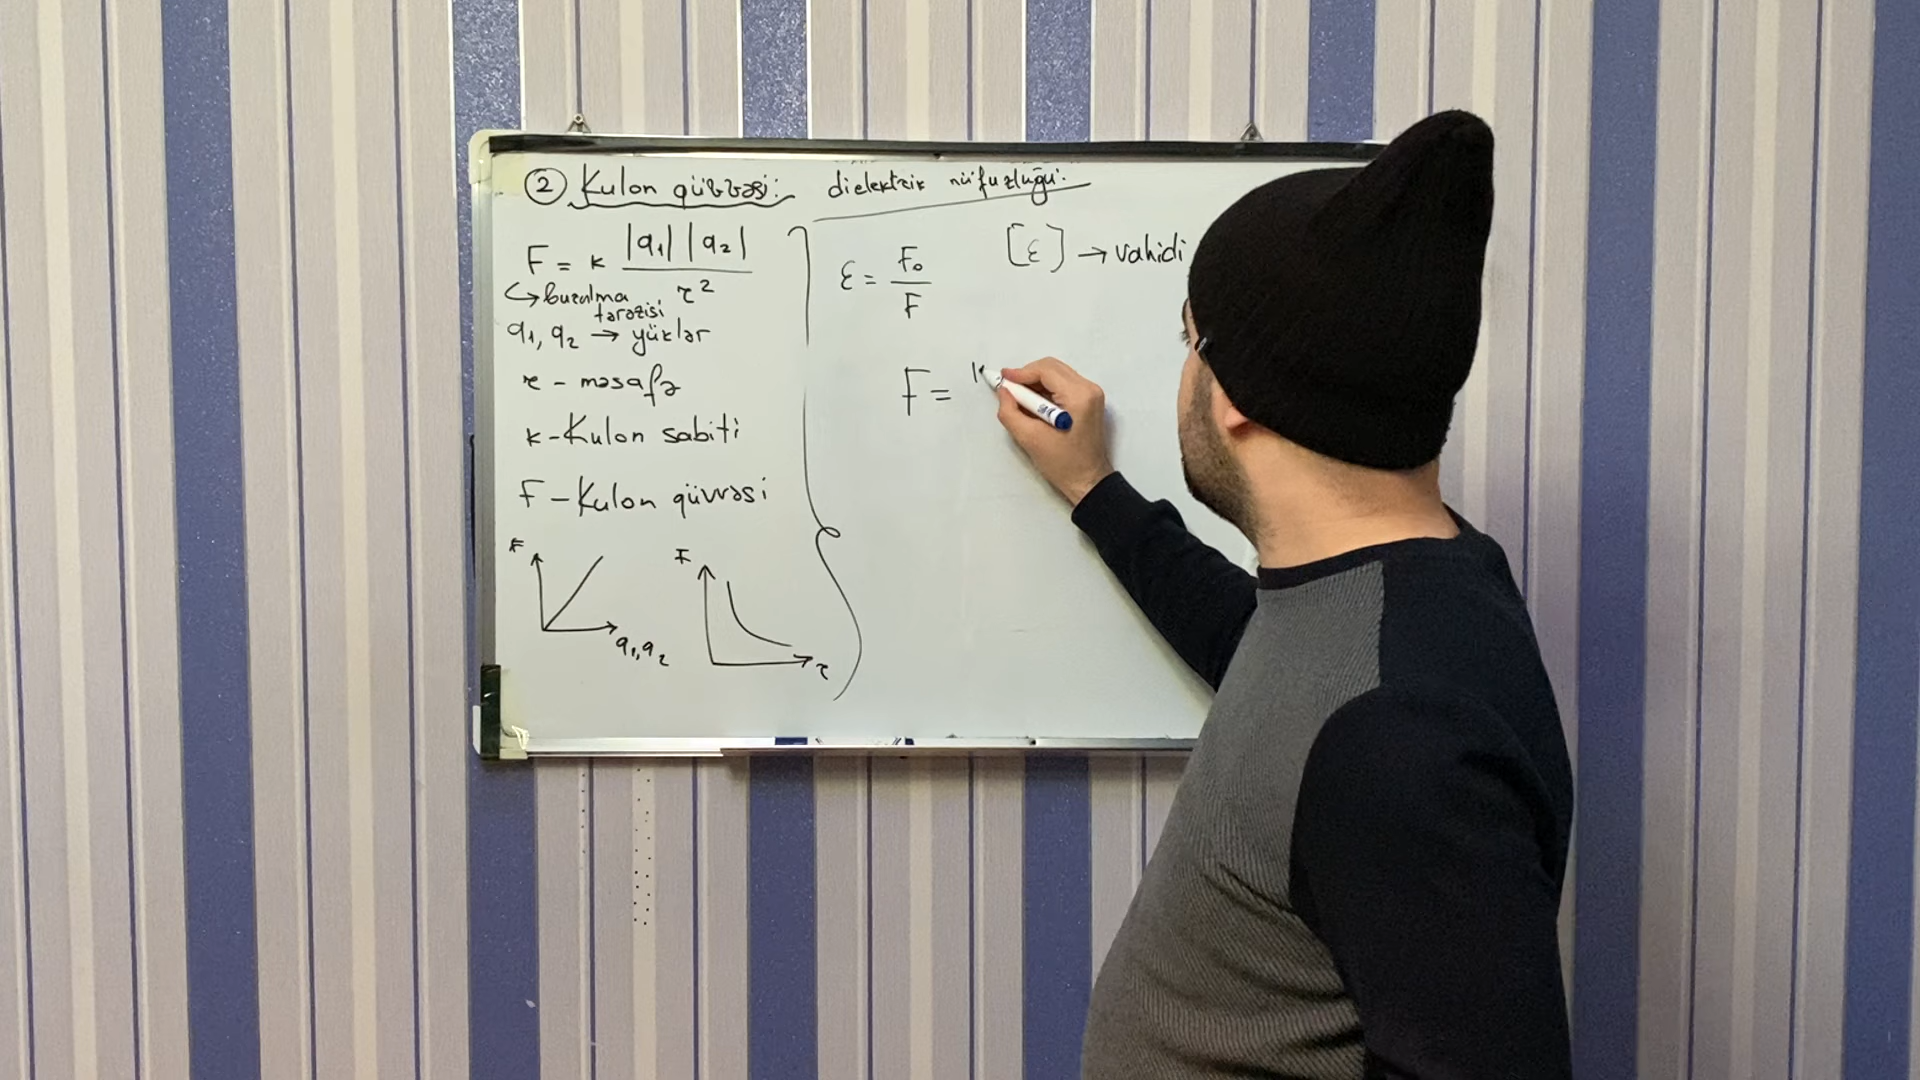 ② Kulon qüvvəsi:
F = k |q₁| |q₂| / r²
↳ burulma
tərəzisi
q₁, q₂ → yüklər
r - məsafə
k - Kulon sabiti
F - Kulon qüvvəsi
F
q₁, q₂
F
r
dielektrik nüfuzluğu:
ε = F₀ / F
[ε] → vahidi
F =